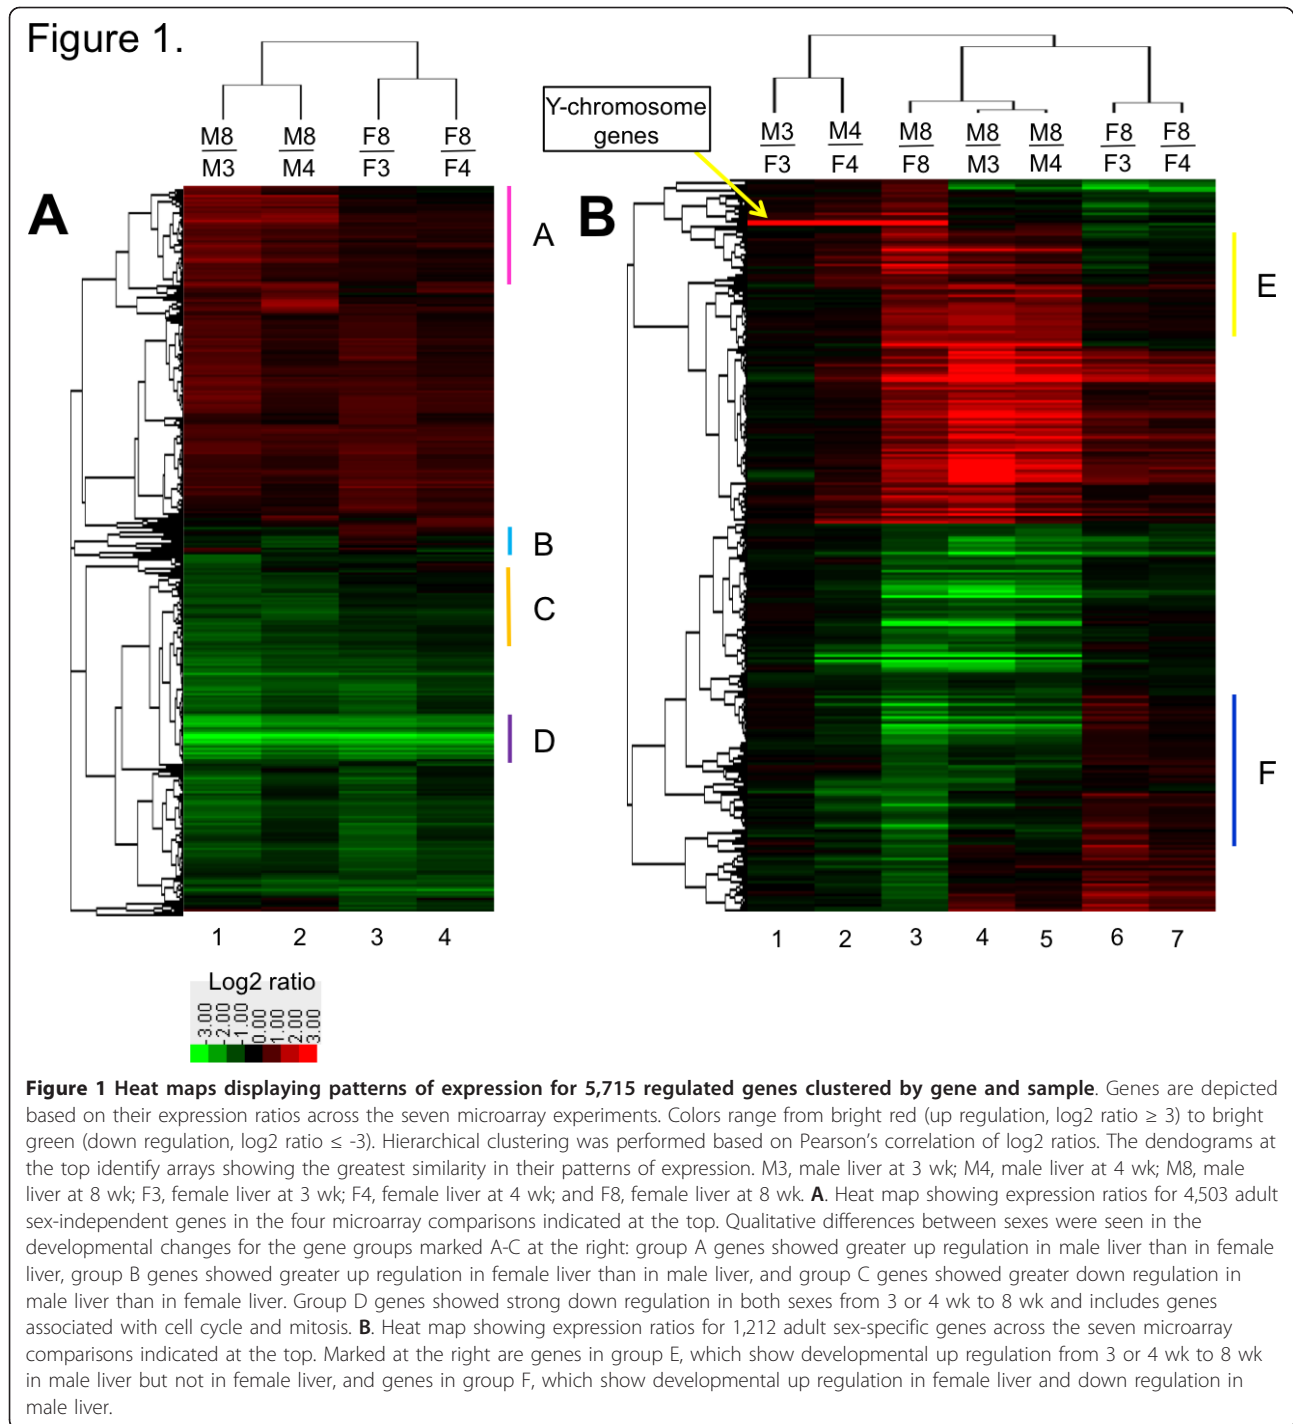 Figure 1.
M8
M3
M8
M4
F8
F3
F8
F4
A
A
B
C
D
1 2 3 4
Log2 ratio
-3.00
-2.00
-1.00
0.00
1.00
2.00
3.00
Y-chromosome
genes
M3
F3
M4
F4
M8
F8
M8
M3
M8
M4
F8
F3
F8
F4
B
E
F
1 2 3 4 5 6 7
Figure 1 Heat maps displaying patterns of expression for 5,715 regulated genes clustered by gene and sample. Genes are depicted
based on their expression ratios across the seven microarray experiments. Colors range from bright red (up regulation, log2 ratio ≥ 3) to bright
green (down regulation, log2 ratio ≤ -3). Hierarchical clustering was performed based on Pearson's correlation of log2 ratios. The dendograms at
the top identify arrays showing the greatest similarity in their patterns of expression. M3, male liver at 3 wk; M4, male liver at 4 wk; M8, male
liver at 8 wk; F3, female liver at 3 wk; F4, female liver at 4 wk; and F8, female liver at 8 wk. A. Heat map showing expression ratios for 4,503 adult
sex-independent genes in the four microarray comparisons indicated at the top. Qualitative differences between sexes were seen in the
developmental changes for the gene groups marked A-C at the right: group A genes showed greater up regulation in male liver than in female
liver, group B genes showed greater up regulation in female liver than in male liver, and group C genes showed greater down regulation in
male liver than in female liver. Group D genes showed strong down regulation in both sexes from 3 or 4 wk to 8 wk and includes genes
associated with cell cycle and mitosis. B. Heat map showing expression ratios for 1,212 adult sex-specific genes across the seven microarray
comparisons indicated at the top. Marked at the right are genes in group E, which show developmental up regulation from 3 or 4 wk to 8 wk
in male liver but not in female liver, and genes in group F, which show developmental up regulation in female liver and down regulation in
male liver.